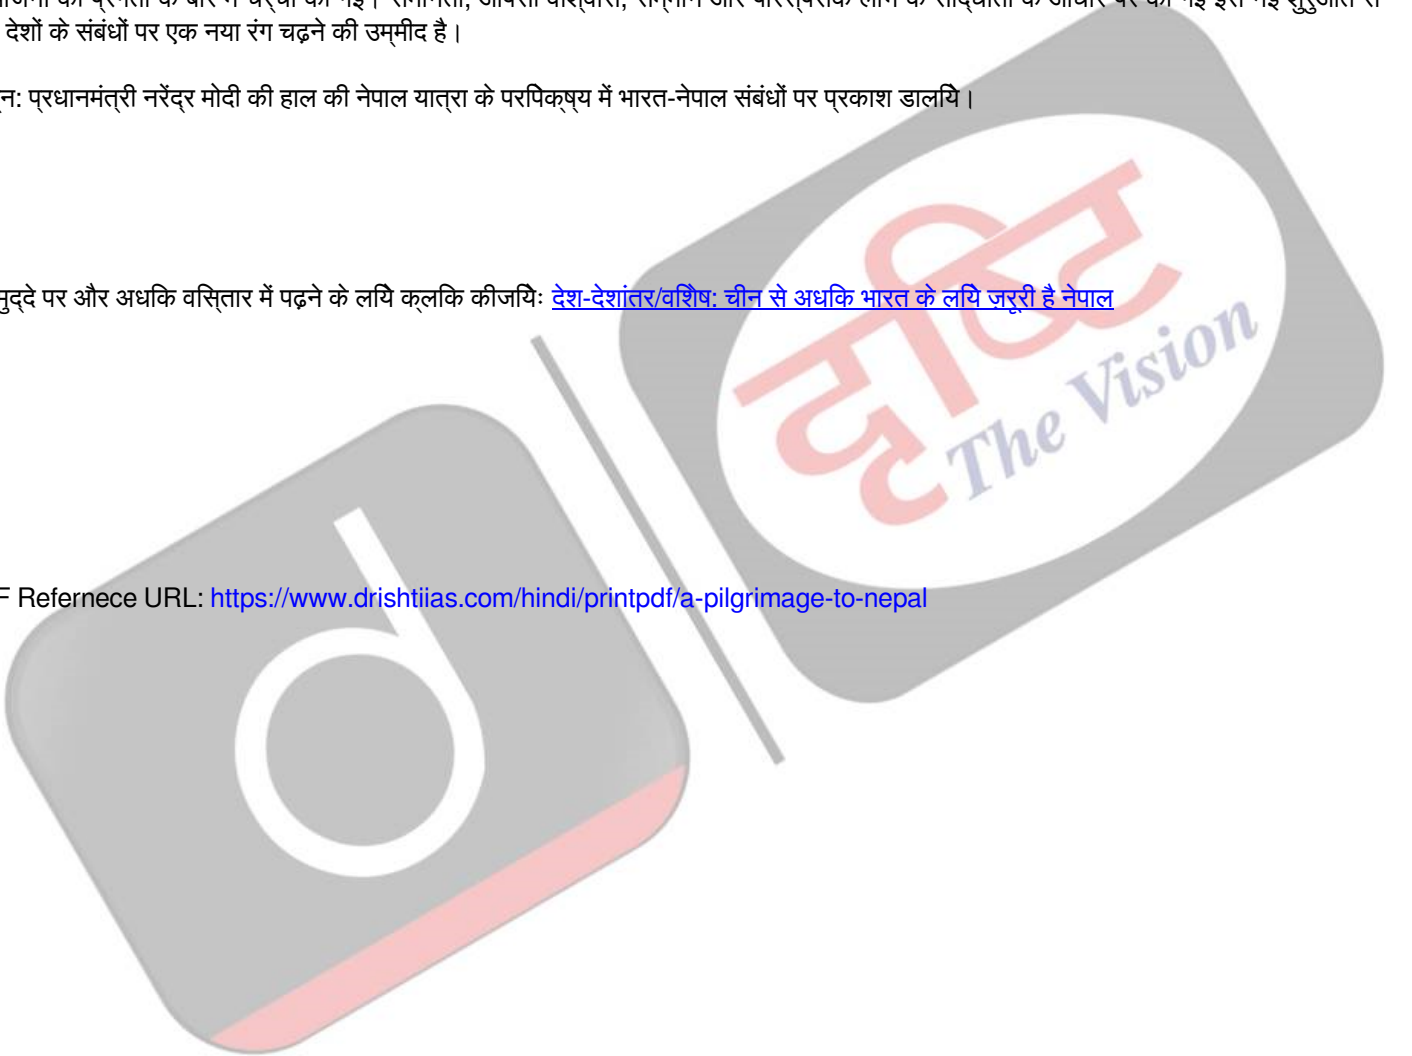 देशों के संबंधों पर एक नया रंग चढ़ने की उम्मीद है।
प्रधानमंत्री नरेंद्र मोदी की हाल की नेपाल यात्रा के परिप्रेक्ष्य में भारत-नेपाल संबंधों पर प्रकाश डालिये।
पर और अधिक विस्तार में पढ़ने के लिये क्लिक कीजियेः देश-देशांतर/विशेष: चीन से अधिक भारत के लिये ज़रूरी है नेपाल
दृष्टि
The Vision
d
Refernece URL: https://www.drishtiias.com/hindi/printpdf/a-pilgrimage-to-nepal